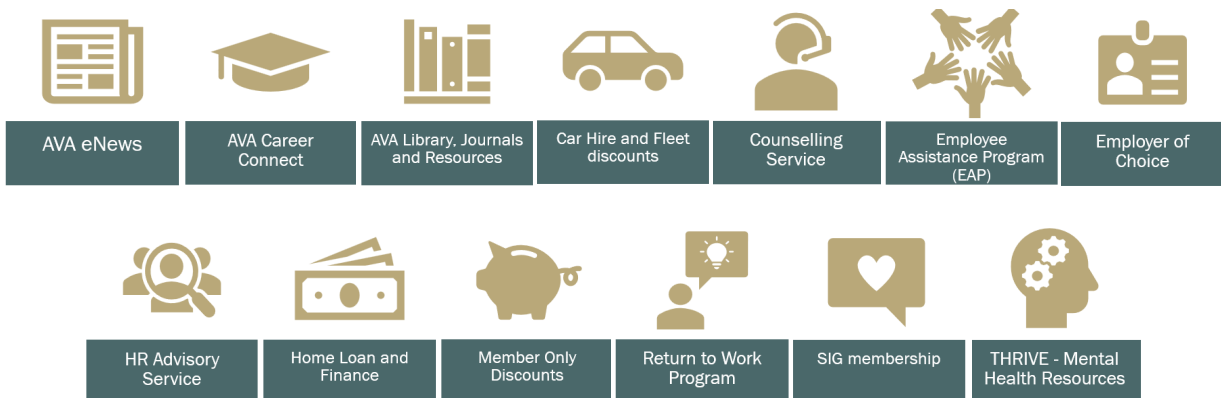 AVA eNews
AVA Career
Connect
AVA Library, Journals
and Resources
Car Hire and Fleet
discounts
Counselling
Service
Employee
Assistance Program
(EAP)
Employer of
Choice
HR Advisory
Service
Home Loan and
Finance
Member Only
Discounts
Return to Work
Program
SIG membership
THRIVE - Mental
Health Resources